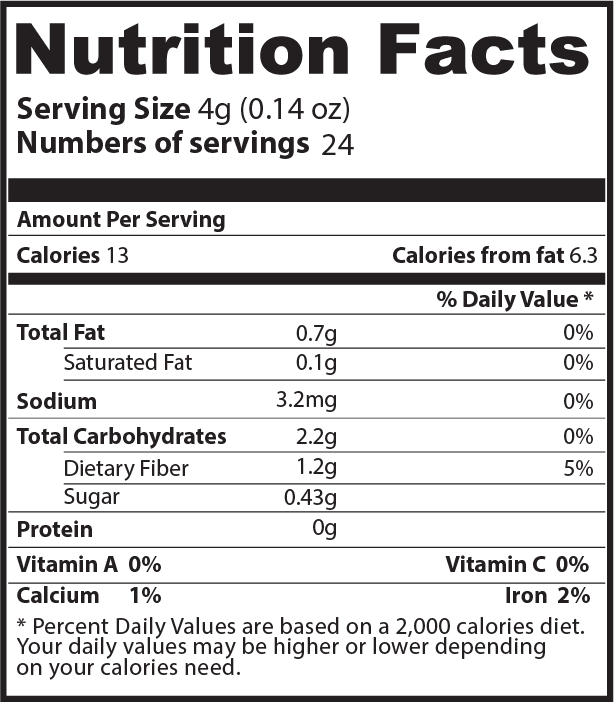 Nutrition Facts
Serving Size 4g (0.14 oz)
Numbers of servings 24
Amount Per Serving
Calories 13 Calories from fat 6.3
% Daily Value *
Total Fat 0.7g 0%
Saturated Fat 0.1g 0%
Sodium 3.2mg 0%
Total Carbohydrates 2.2g 0%
Dietary Fiber 1.2g 5%
Sugar 0.43g
Protein 0g
Vitamin A 0% Vitamin C 0%
Calcium 1% Iron 2%
* Percent Daily Values are based on a 2,000 calories diet.
Your daily values may be higher or lower depending
on your calories need.